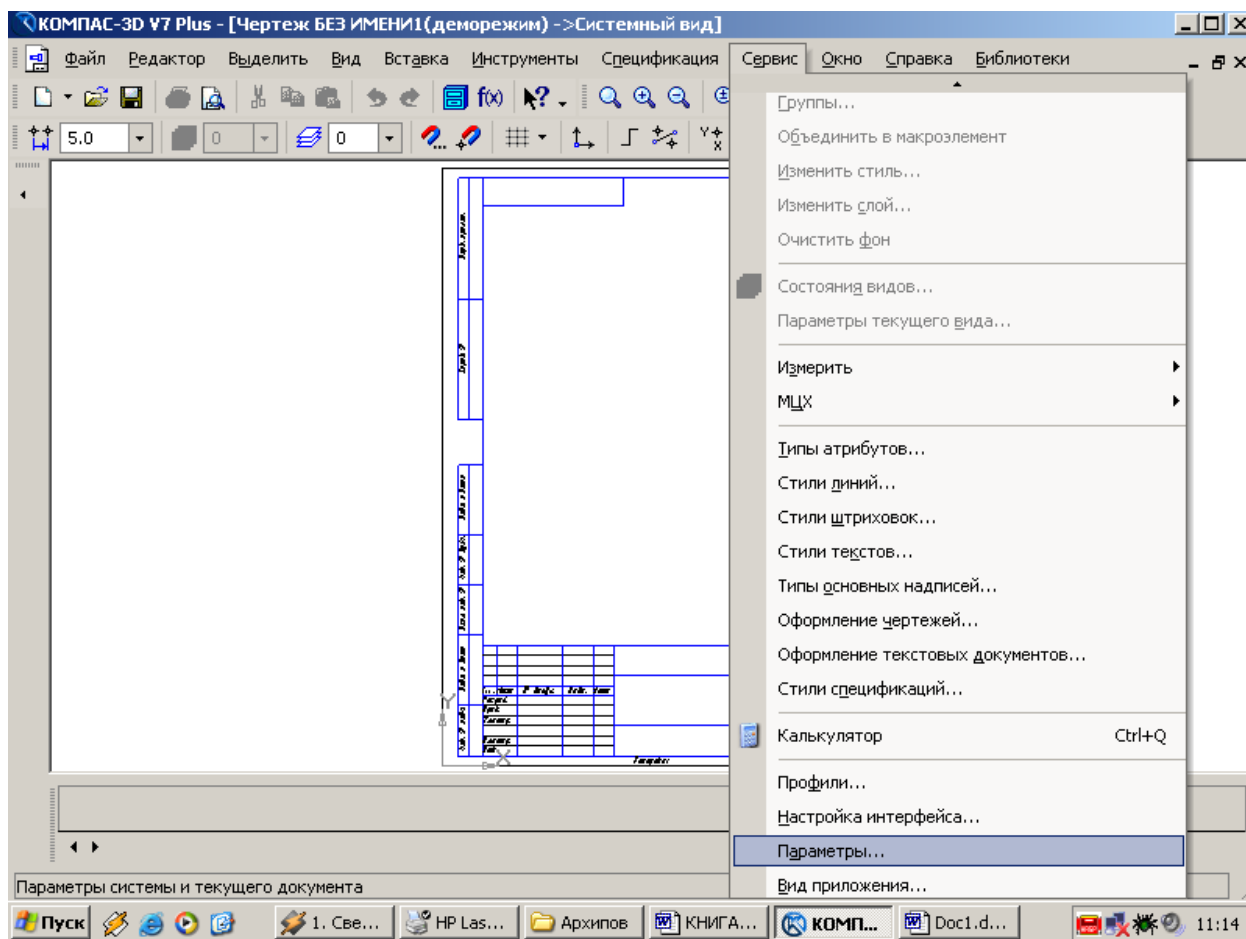 КОМПАС-3D V7 Plus - [Чертеж БЕЗ ИМЕНИ1(деморежим) ->Системный вид]
Файл Редактор Выделить Вид Вставка Инструменты Спецификация Сервис Окно Справка Библиотеки
f(x)
5.0 0 0
Группы...
Объединить в макроэлемент
Изменить стиль...
Изменить слой...
Очистить фон
Состояния видов...
Параметры текущего вида...
Измерить
МЦХ
Типы атрибутов...
Стили линий...
Стили штриховок...
Стили текстов...
Типы основных надписей...
Оформление чертежей...
Оформление текстовых документов...
Стили спецификаций...
Калькулятор Ctrl+Q
Профили...
Настройка интерфейса...
Параметры...
Вид приложения...
Y
X
Параметры системы и текущего документа
Пуск 1. Све... HP Las... Архипов КНИГА... КОМП... Doc1.d... 11:14